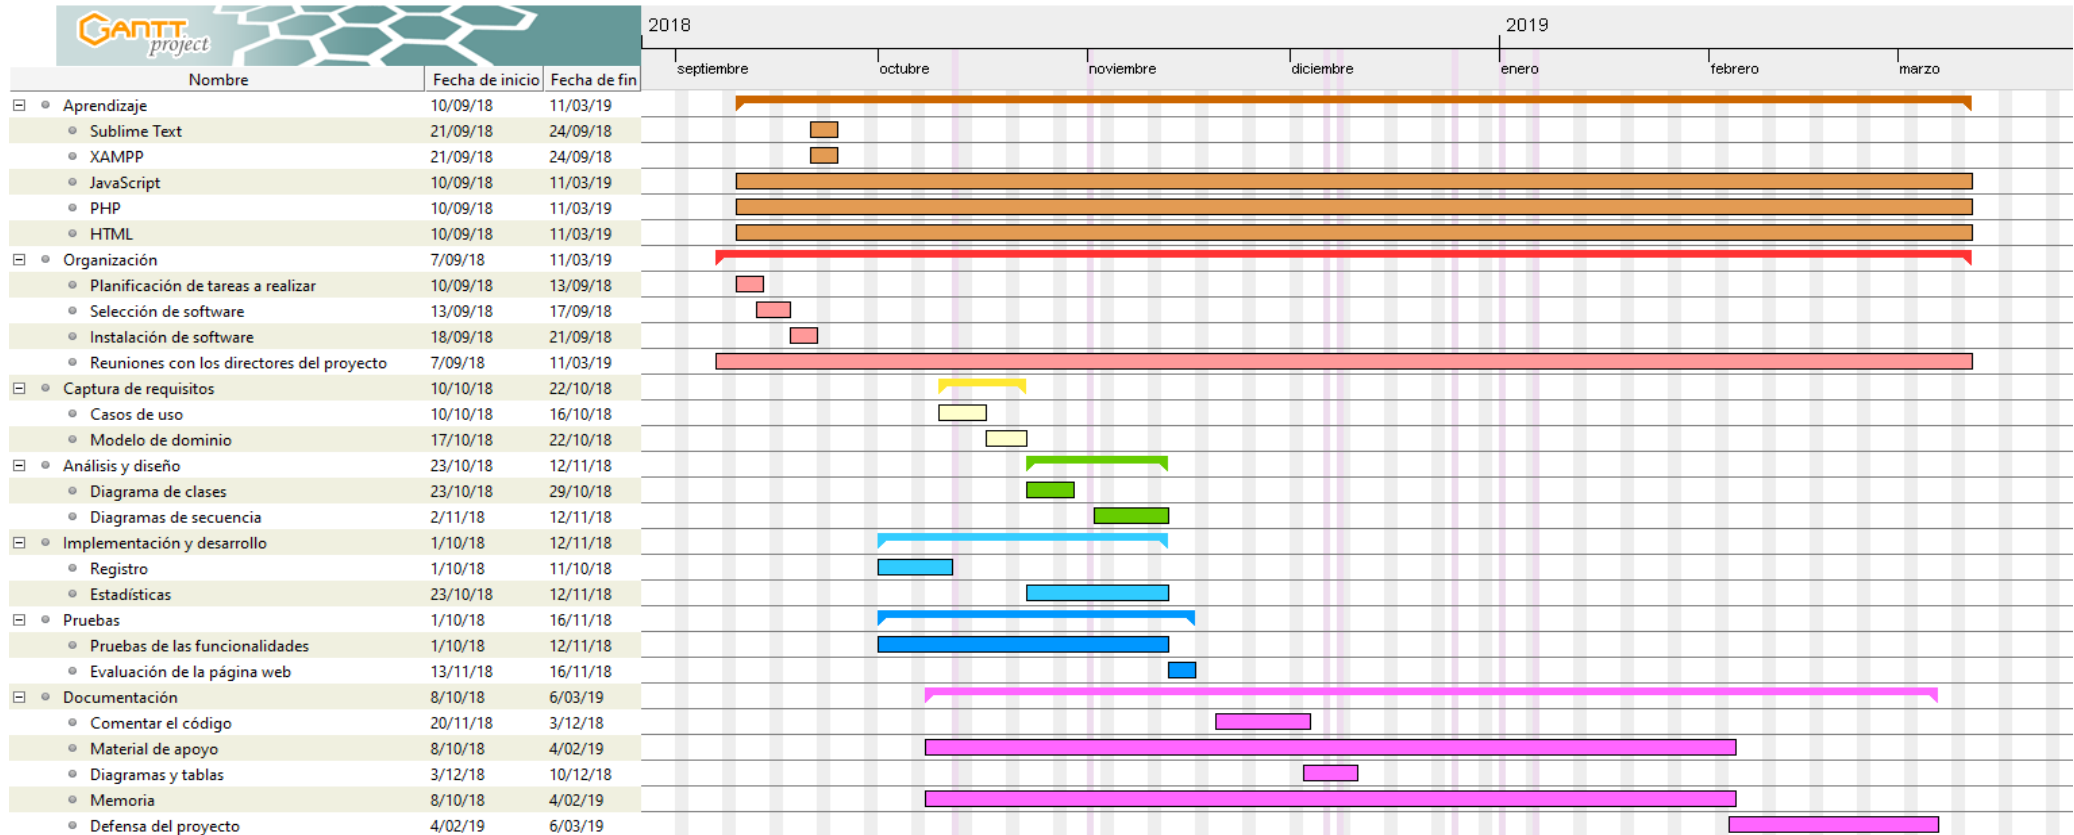 GANTT project
2018 2019
septiembre octubre noviembre diciembre enero febrero marzo
Nombre Fecha de inicio Fecha de fin
Aprendizaje 10/09/18 11/03/19
Sublime Text 21/09/18 24/09/18
XAMPP 21/09/18 24/09/18
JavaScript 10/09/18 11/03/19
PHP 10/09/18 11/03/19
HTML 10/09/18 11/03/19
Organización 7/09/18 11/03/19
Planificación de tareas a realizar 10/09/18 13/09/18
Selección de software 13/09/18 17/09/18
Instalación de software 18/09/18 21/09/18
Reuniones con los directores del proyecto 7/09/18 11/03/19
Captura de requisitos 10/10/18 22/10/18
Casos de uso 10/10/18 16/10/18
Modelo de dominio 17/10/18 22/10/18
Análisis y diseño 23/10/18 12/11/18
Diagrama de clases 23/10/18 29/10/18
Diagramas de secuencia 2/11/18 12/11/18
Implementación y desarrollo 1/10/18 12/11/18
Registro 1/10/18 11/10/18
Estadísticas 23/10/18 12/11/18
Pruebas 1/10/18 16/11/18
Pruebas de las funcionalidades 1/10/18 12/11/18
Evaluación de la página web 13/11/18 16/11/18
Documentación 8/10/18 6/03/19
Comentar el código 20/11/18 3/12/18
Material de apoyo 8/10/18 4/02/19
Diagramas y tablas 3/12/18 10/12/18
Memoria 8/10/18 4/02/19
Defensa del proyecto 4/02/19 6/03/19